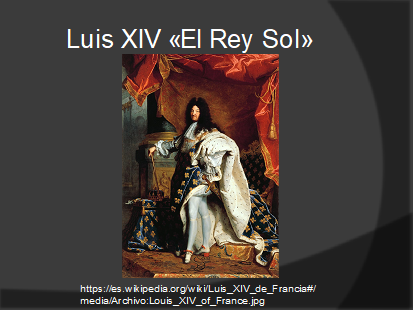 Luis XIV «El Rey Sol»
https://es.wikipedia.org/wiki/Luis_XIV_de_Francia#/
media/Archivo:Louis_XIV_of_France.jpg